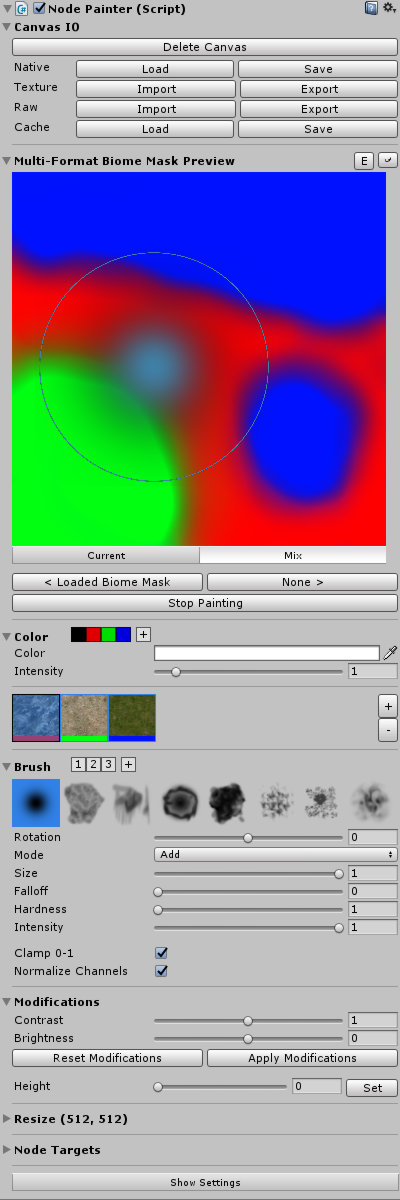 Node Painter (Script)
Canvas IO
Delete Canvas
Native Load Save
Texture Import Export
Raw Import Export
Cache Load Save
Multi-Format Biome Mask Preview E
Current Mix
< Loaded Biome Mask None >
Stop Painting
Color +
Color
Intensity 1
+
-
Brush 1 2 3 +
Rotation 0
Mode Add
Size 1
Falloff 0
Hardness 1
Intensity 1
Clamp 0-1
Normalize Channels
Modifications
Contrast 1
Brightness 0
Reset Modifications Apply Modifications
Height 0 Set
Resize (512, 512)
Node Targets
Show Settings